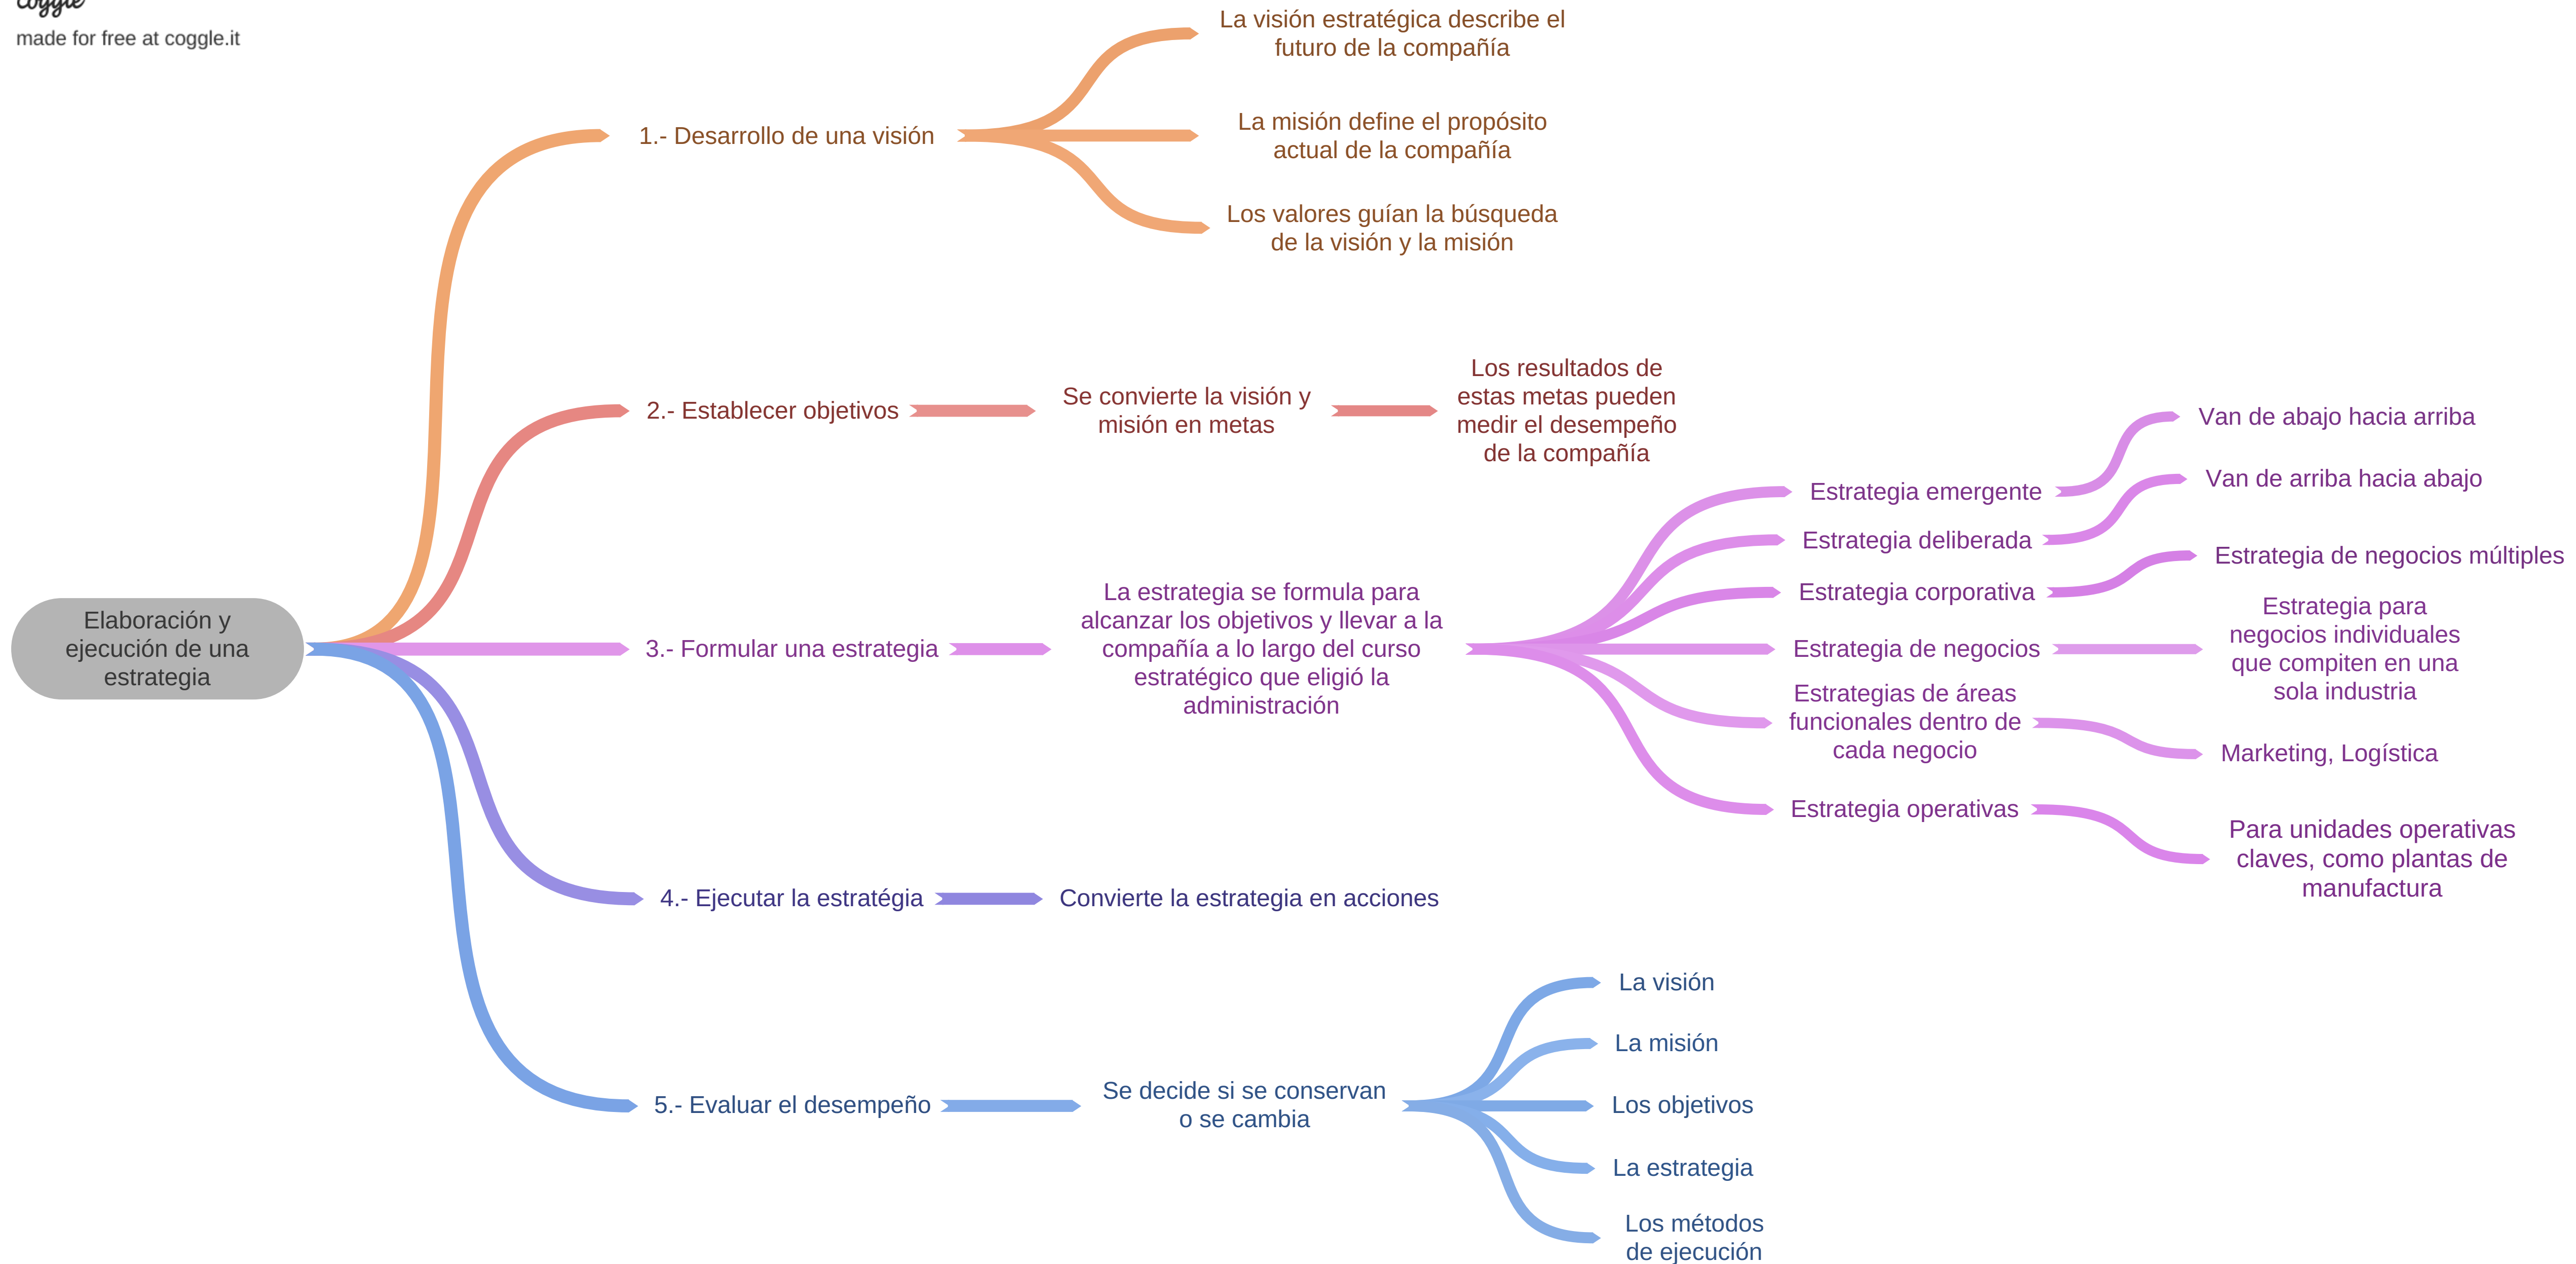 coggle
made for free at coggle.it
Elaboración y
ejecución de una
estrategia
1.- Desarrollo de una visión
La visión estratégica describe el
futuro de la compañía
La misión define el propósito
actual de la compañía
Los valores guían la búsqueda
de la visión y la misión
2.- Establecer objetivos
Se convierte la visión y
misión en metas
Los resultados de
estas metas pueden
medir el desempeño
de la compañía
3.- Formular una estrategia
La estrategia se formula para
alcanzar los objetivos y llevar a la
compañía a lo largo del curso
estratégico que eligió la
administración
Estrategia emergente
Van de abajo hacia arriba
Estrategia deliberada
Van de arriba hacia abajo
Estrategia corporativa
Estrategia de negocios múltiples
Estrategia de negocios
Estrategia para
negocios individuales
que compiten en una
sola industria
Estrategias de áreas
funcionales dentro de
cada negocio
Marketing, Logística
Estrategia operativas
Para unidades operativas
claves, como plantas de
manufactura
4.- Ejecutar la estratégia
Convierte la estrategia en acciones
5.- Evaluar el desempeño
Se decide si se conservan
o se cambia
La visión
La misión
Los objetivos
La estrategia
Los métodos
de ejecución